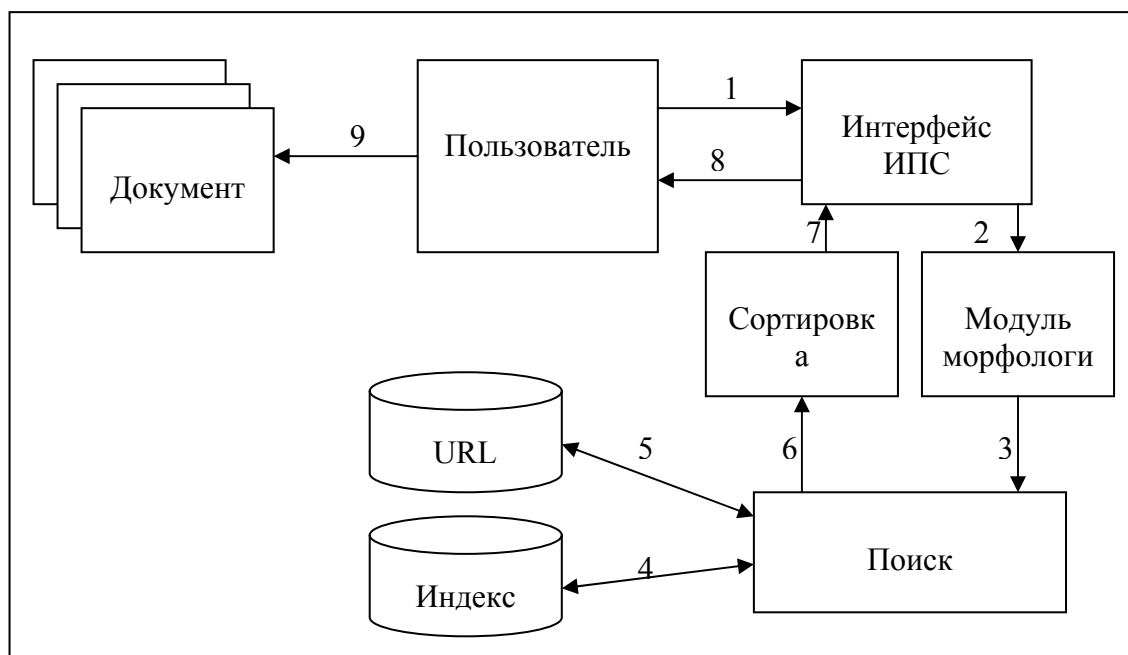 1
Интерфейс
ИПС
9
Пользователь
8
Документ
7
2
Сортировк
а
Модуль
морфологи
URL
5
6
3
Индекс
4
Поиск